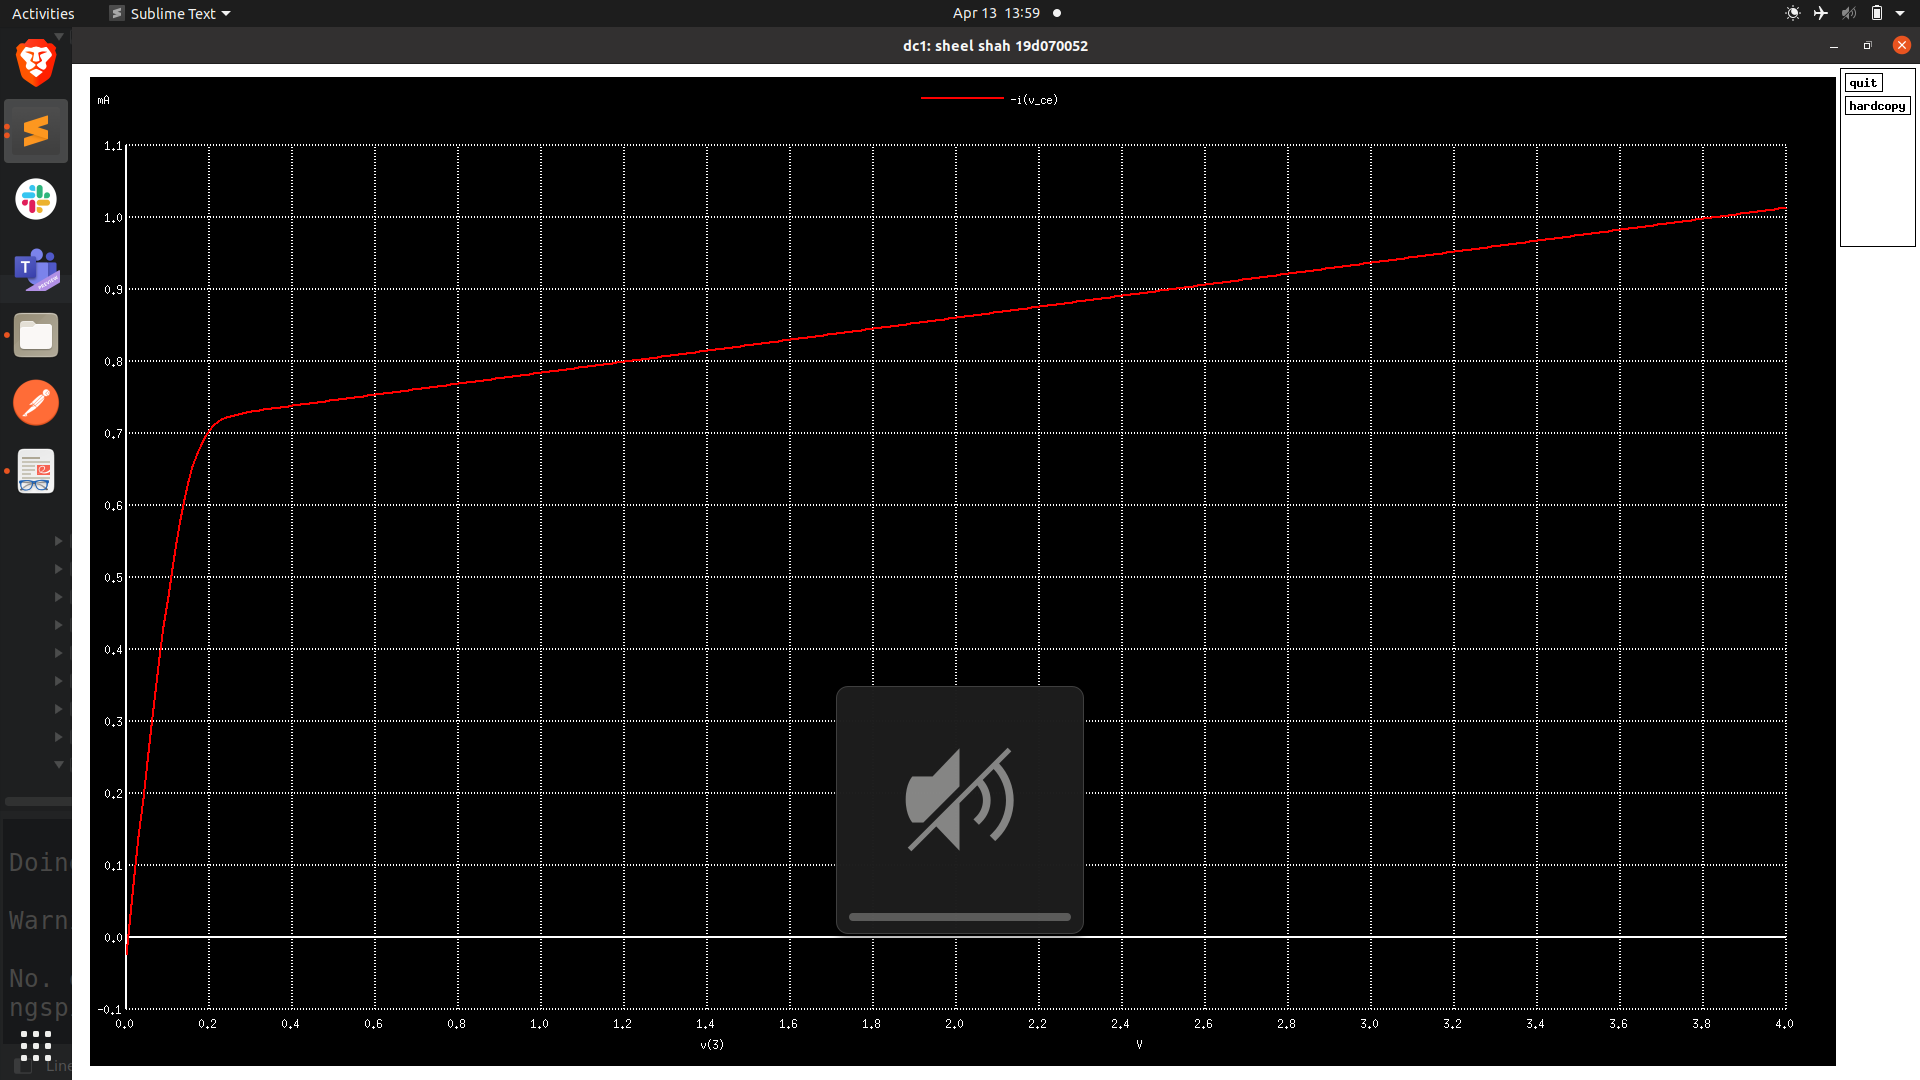 Activities
Sublime Text
Apr 13 13:59
dc1: sheel shah 19d070052
quit
hardcopy
mA
-i(v_ce)
1.1
1.0
0.9
0.8
0.7
0.6
0.5
0.4
0.3
0.2
0.1
0.0
-0.1
0.0 0.2 0.4 0.6 0.8 1.0 1.2 1.4 1.6 1.8 2.0 2.2 2.4 2.6 2.8 3.0 3.2 3.4 3.6 3.8 4.0
v(3) V
T
PREVIEW
Doin
Warn
No.
ngsp
Line